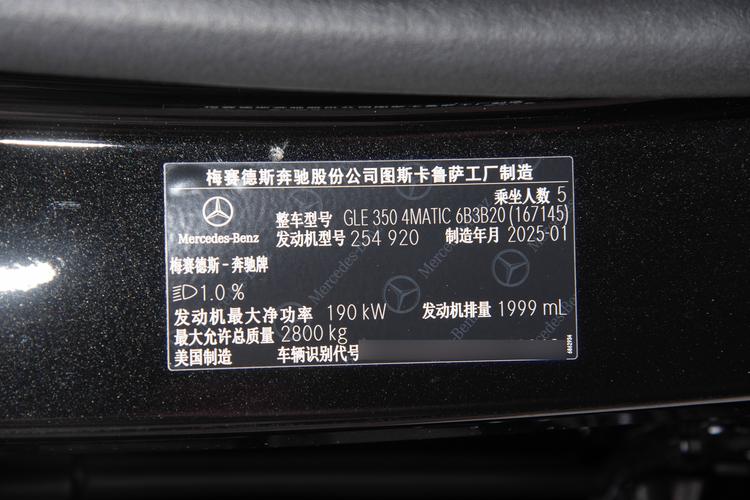 梅赛德斯奔驰股份公司图斯卡鲁萨工厂制造
乘坐人数 5
整车型号 GLE 350 4MATIC 6B3B20 (167145)
Mercedes-Benz
发动机型号 254 920 制造年月 2025-01
梅赛德斯-奔驰牌
1.0 %
发动机最大净功率 190 kW 发动机排量 1999 mL
最大允许总质量 2800 kg
美国制造 车辆识别代号